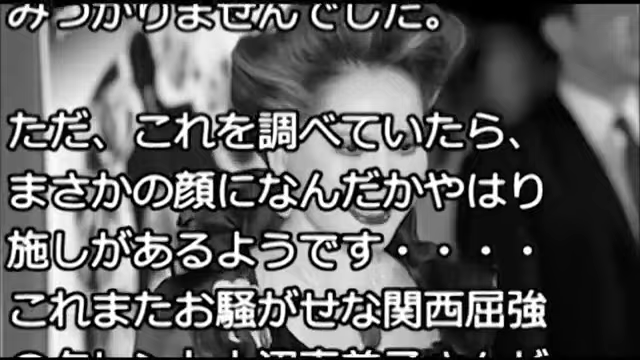 みつかりませんでした。
ただ、これを調べていたら、
まさかの顔になんだかやはり
施しがあるようです・・・・
これまたお騒がせな関西屈強